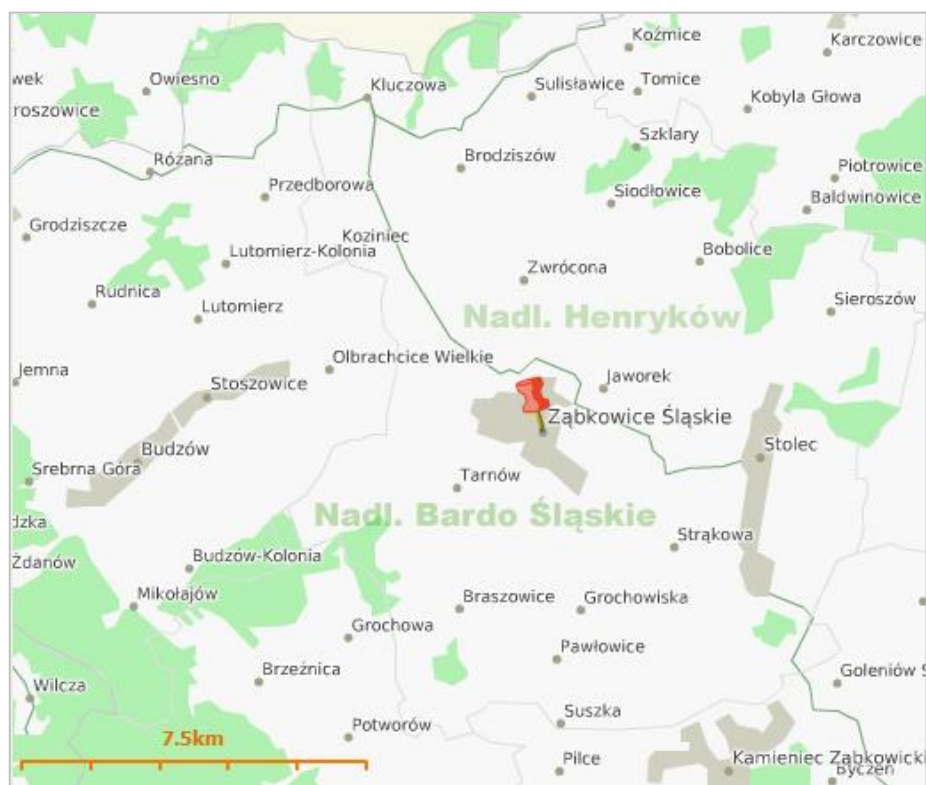 Koźmice
Karczowice
wek
Owiesno
Kluczowa
Sulisławice
Tomice
Kobyla Głowa
roszowice
Szklary
Różana
Brodziszów
Piotrowice
Przedborowa
Siodłowice
Baldwinowice
Grodziszcze
Koziniec
Lutomierz-Kolonia
Zwrócona
Bobolice
Rudnica
Lutomierz
Nadl. Henryków
Sieroszów
Olbrachcice Wielkie
Jemna
Stoszowice
Jaworek
Ząbkowice Śląskie
Budzów
Stolec
Srebrna Góra
Tarnów
Nadl. Bardo Śląskie
dzka
Strąkowa
Żdanów
Budzów-Kolonia
Mikołajów
Braszowice
Grochowiska
Grochowa
Pawłowice
Brzeźnica
Goleniów Ś
Wilcza
Suszka
Potworów
7.5km
Pilce
Kamieniec Ząbkowicki
Byczeń